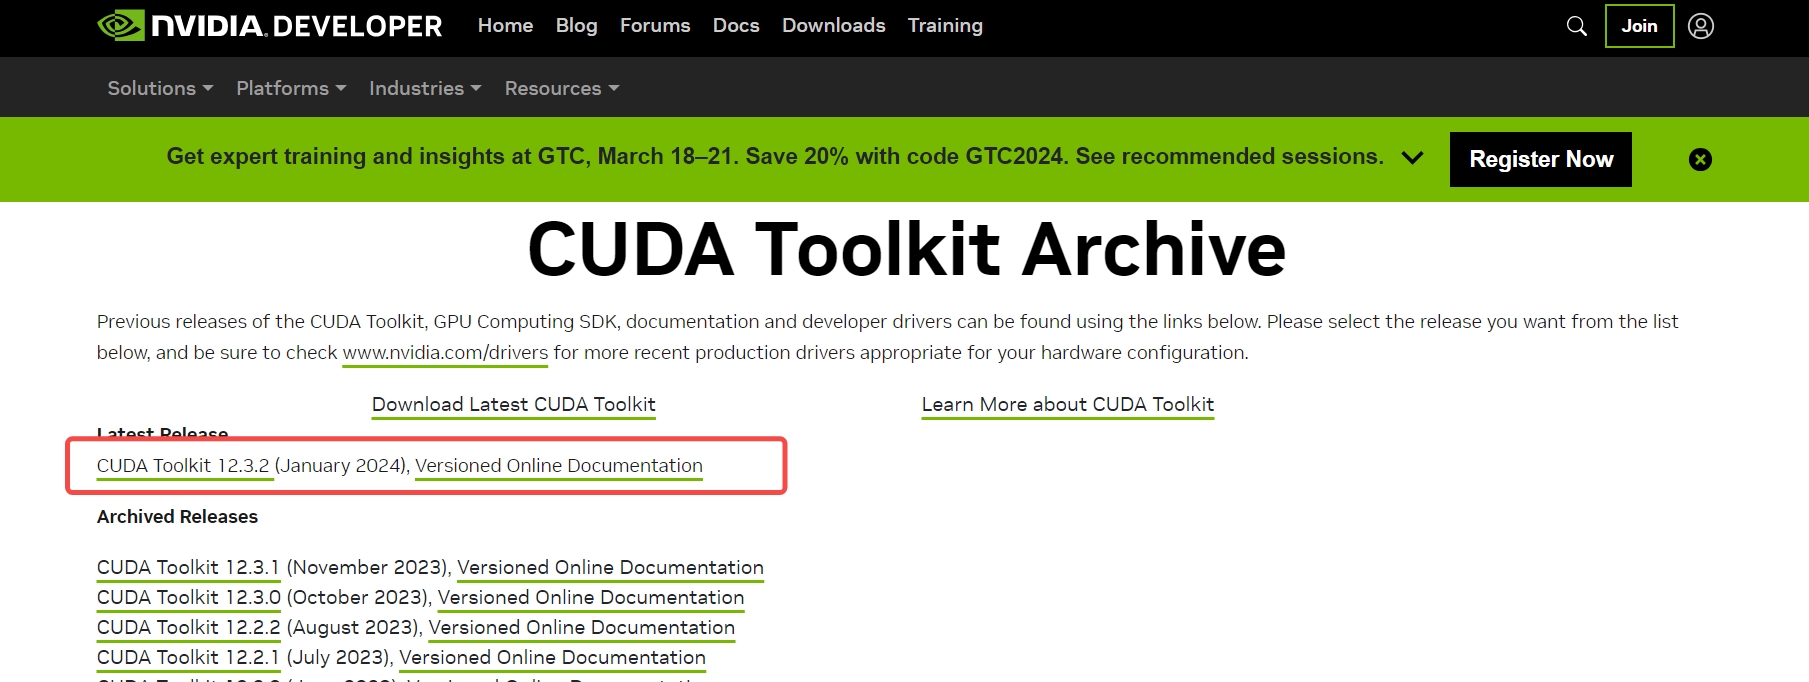 NVIDIA. DEVELOPER Home Blog Forums Docs Downloads Training Join
Solutions Platforms Industries Resources
Get expert training and insights at GTC, March 18–21. Save 20% with code GTC2024. See recommended sessions. Register Now
CUDA Toolkit Archive
Previous releases of the CUDA Toolkit, GPU Computing SDK, documentation and developer drivers can be found using the links below. Please select the release you want from the list
below, and be sure to check www.nvidia.com/drivers for more recent production drivers appropriate for your hardware configuration.
Download Latest CUDA Toolkit Learn More about CUDA Toolkit
Latest Release
CUDA Toolkit 12.3.2 (January 2024), Versioned Online Documentation
Archived Releases
CUDA Toolkit 12.3.1 (November 2023), Versioned Online Documentation
CUDA Toolkit 12.3.0 (October 2023), Versioned Online Documentation
CUDA Toolkit 12.2.2 (August 2023), Versioned Online Documentation
CUDA Toolkit 12.2.1 (July 2023), Versioned Online Documentation